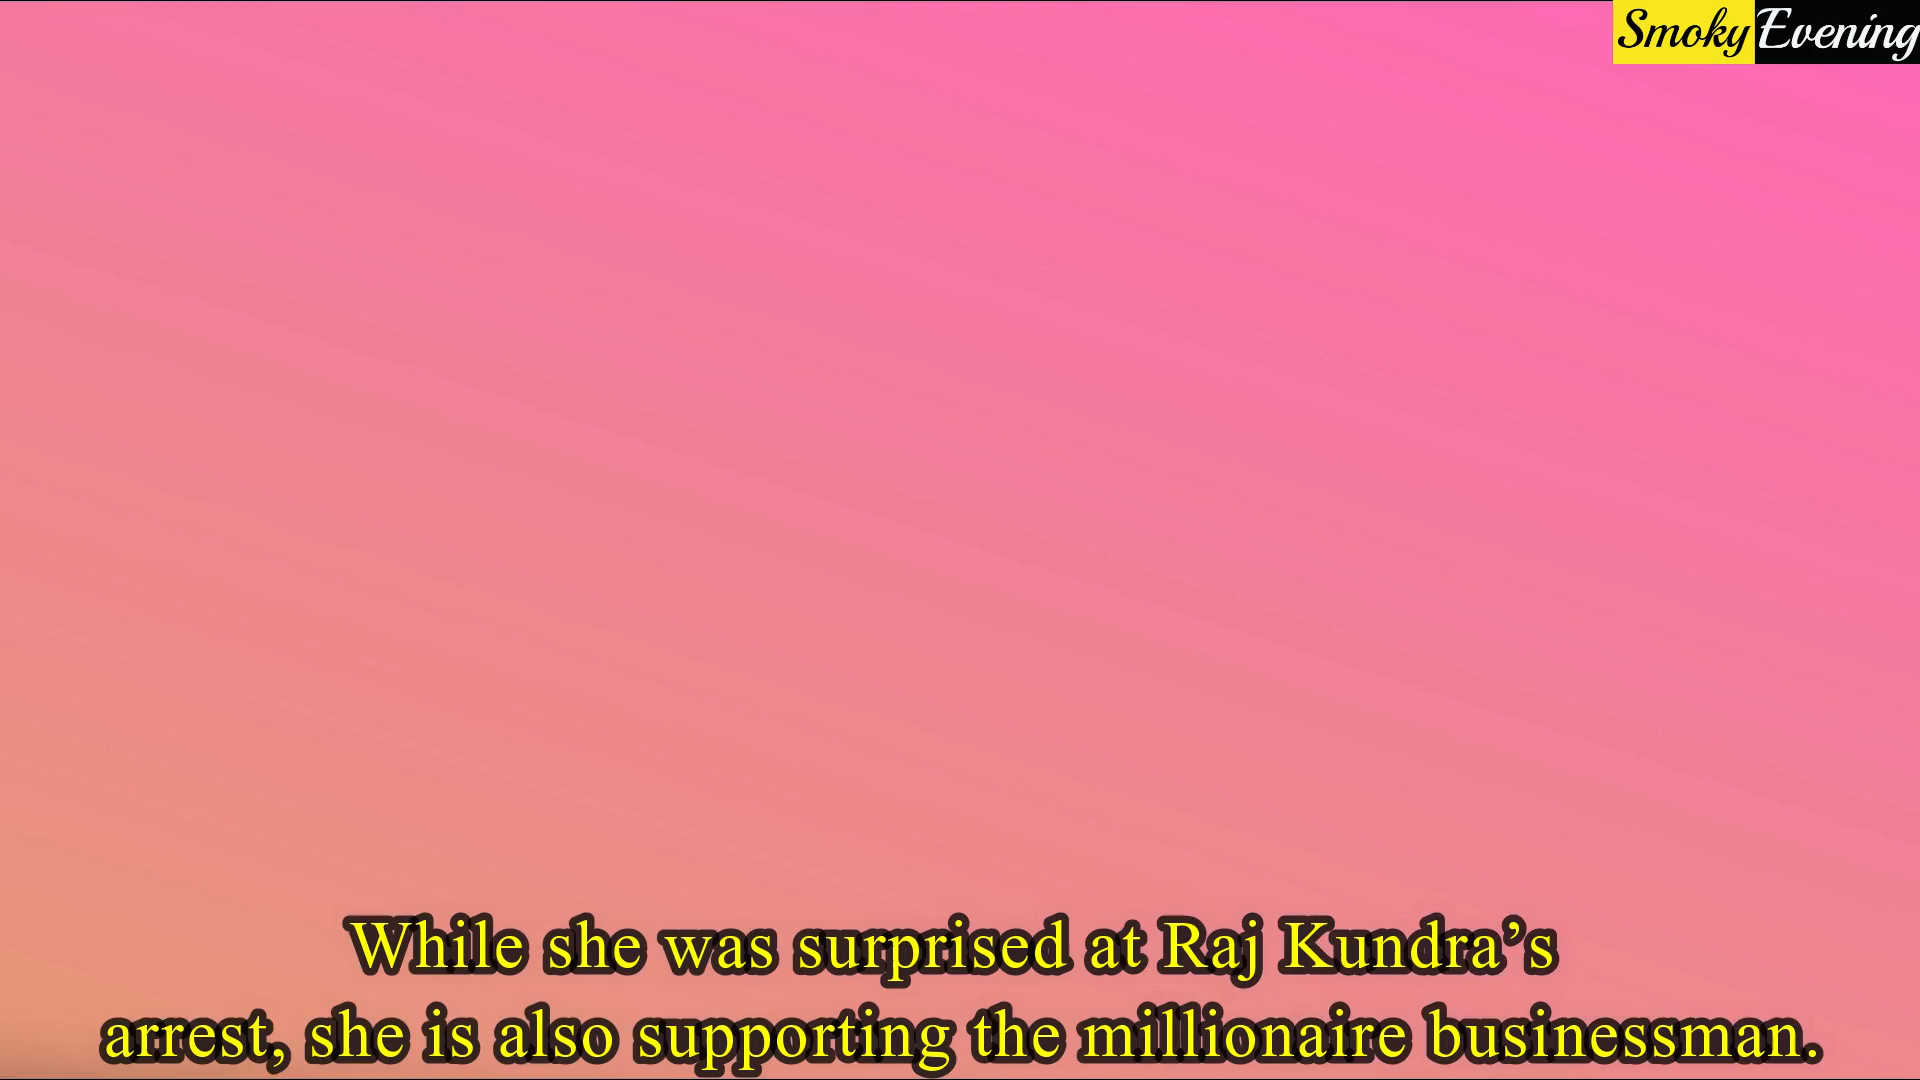 Smoky Evening
While she was surprised at Raj Kundra’s
arrest, she is also supporting the millionaire businessman.